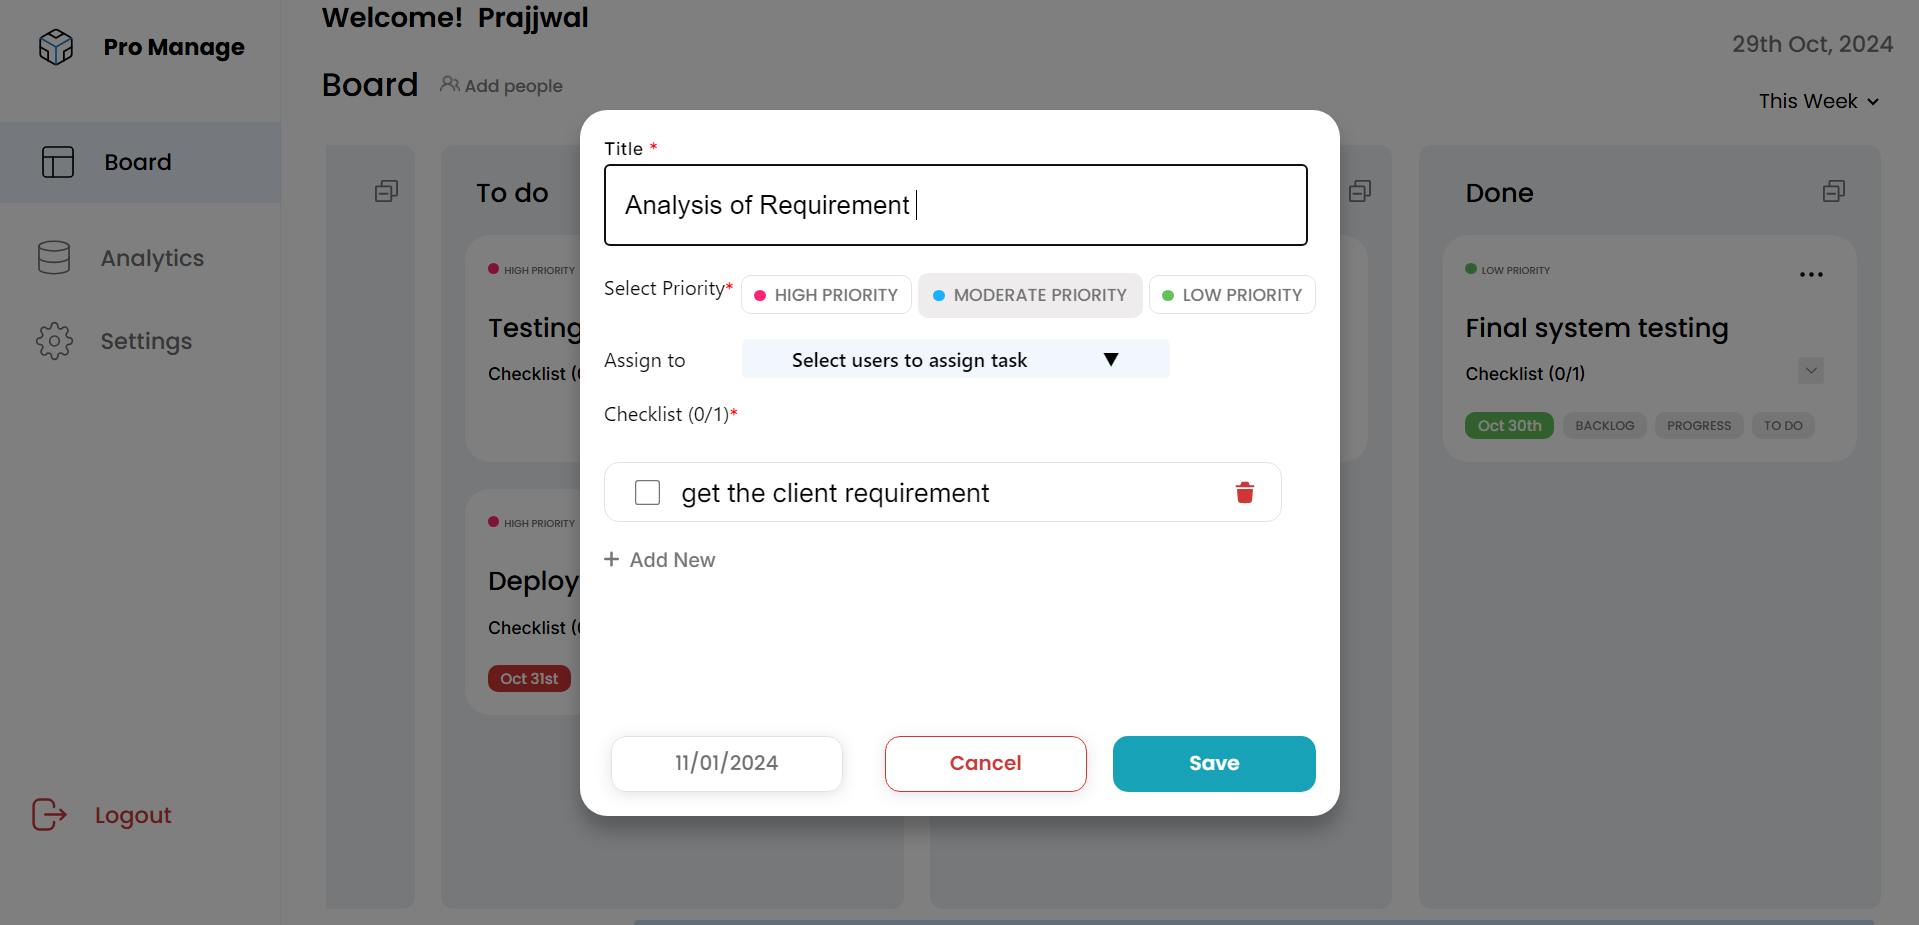 Pro Manage
Board
Analytics
Settings
Logout
Welcome! Prajjwal
29th Oct, 2024
Board
Add people
This Week
To do
HIGH PRIORITY
Testing
Checklist (0
HIGH PRIORITY
Deploy
Checklist (0
Oct 31st
Title *
Analysis of Requirement
Select Priority* HIGH PRIORITY MODERATE PRIORITY LOW PRIORITY
Assign to Select users to assign task
Checklist (0/1)*
get the client requirement
+ Add New
11/01/2024 Cancel Save
Done
LOW PRIORITY
Final system testing
Checklist (0/1)
Oct 30th BACKLOG PROGRESS TO DO